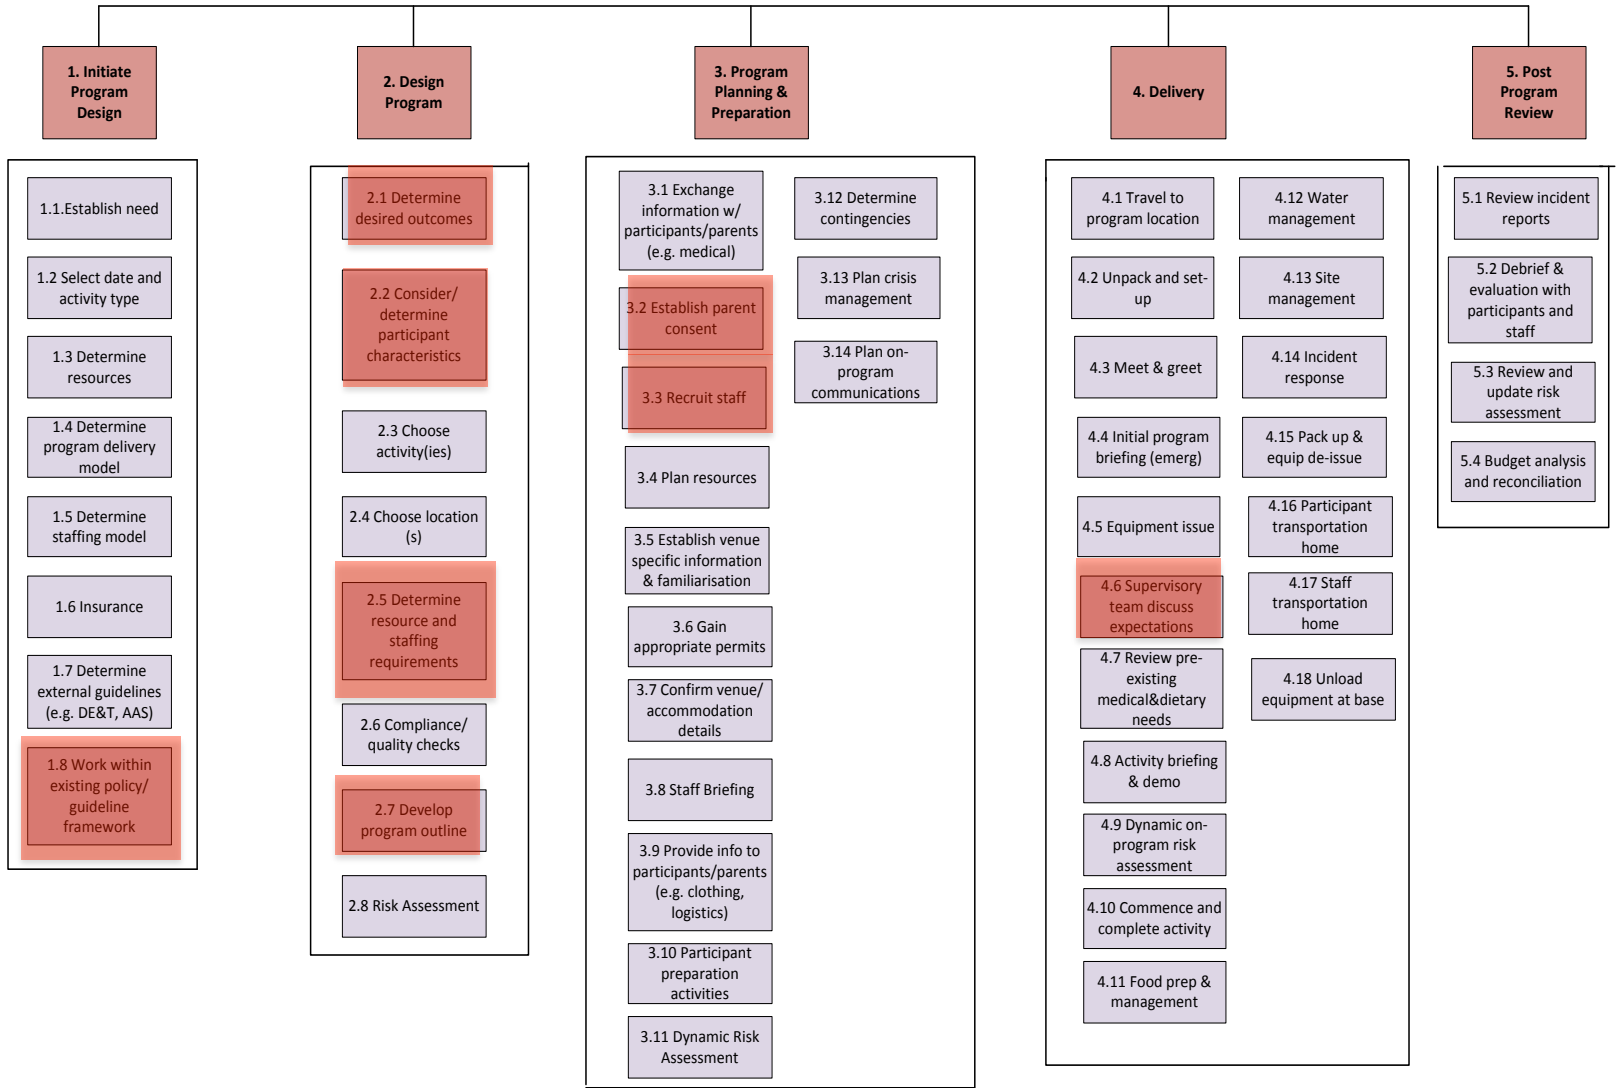 1. Initiate
Program
Design
2. Design
Program
3. Program
Planning &
Preparation
4. Delivery
5. Post
Program
Review
1.1.Establish need
1.2 Select date and
activity type
1.3 Determine
resources
1.4 Determine
program delivery
model
1.5 Determine
staffing model
1.6 Insurance
1.7 Determine
external guidelines
(e.g. DE&T, AAS)
1.8 Work within
existing policy/
guideline
framework
2.1 Determine
desired outcomes
2.2 Consider/
determine
participant
characteristics
2.3 Choose
activity(ies)
2.4 Choose location
(s)
2.5 Determine
resource and
staffing
requirements
2.6 Compliance/
quality checks
2.7 Develop
program outline
2.8 Risk Assessment
3.1 Exchange
information w/
participants/parents
(e.g. medical)
3.2 Establish parent
consent
3.3 Recruit staff
3.4 Plan resources
3.5 Establish venue
specific information
& familiarisation
3.6 Gain
appropriate permits
3.7 Confirm venue/
accommodation
details
3.8 Staff Briefing
3.9 Provide info to
participants/parents
(e.g. clothing,
logistics)
3.10 Participant
preparation
activities
3.11 Dynamic Risk
Assessment
3.12 Determine
contingencies
3.13 Plan crisis
management
3.14 Plan on-
program
communications
4.1 Travel to
program location
4.2 Unpack and set-
up
4.3 Meet & greet
4.4 Initial program
briefing (emerg)
4.5 Equipment issue
4.6 Supervisory
team discuss
expectations
4.7 Review pre-
existing
medical&dietary
needs
4.8 Activity briefing
& demo
4.9 Dynamic on-
program risk
assessment
4.10 Commence and
complete activity
4.11 Food prep &
management
4.12 Water
management
4.13 Site
management
4.14 Incident
response
4.15 Pack up &
equip de-issue
4.16 Participant
transportation
home
4.17 Staff
transportation
home
4.18 Unload
equipment at base
5.1 Review incident
reports
5.2 Debrief &
evaluation with
participants and
staff
5.3 Review and
update risk
assessment
5.4 Budget analysis
and reconciliation